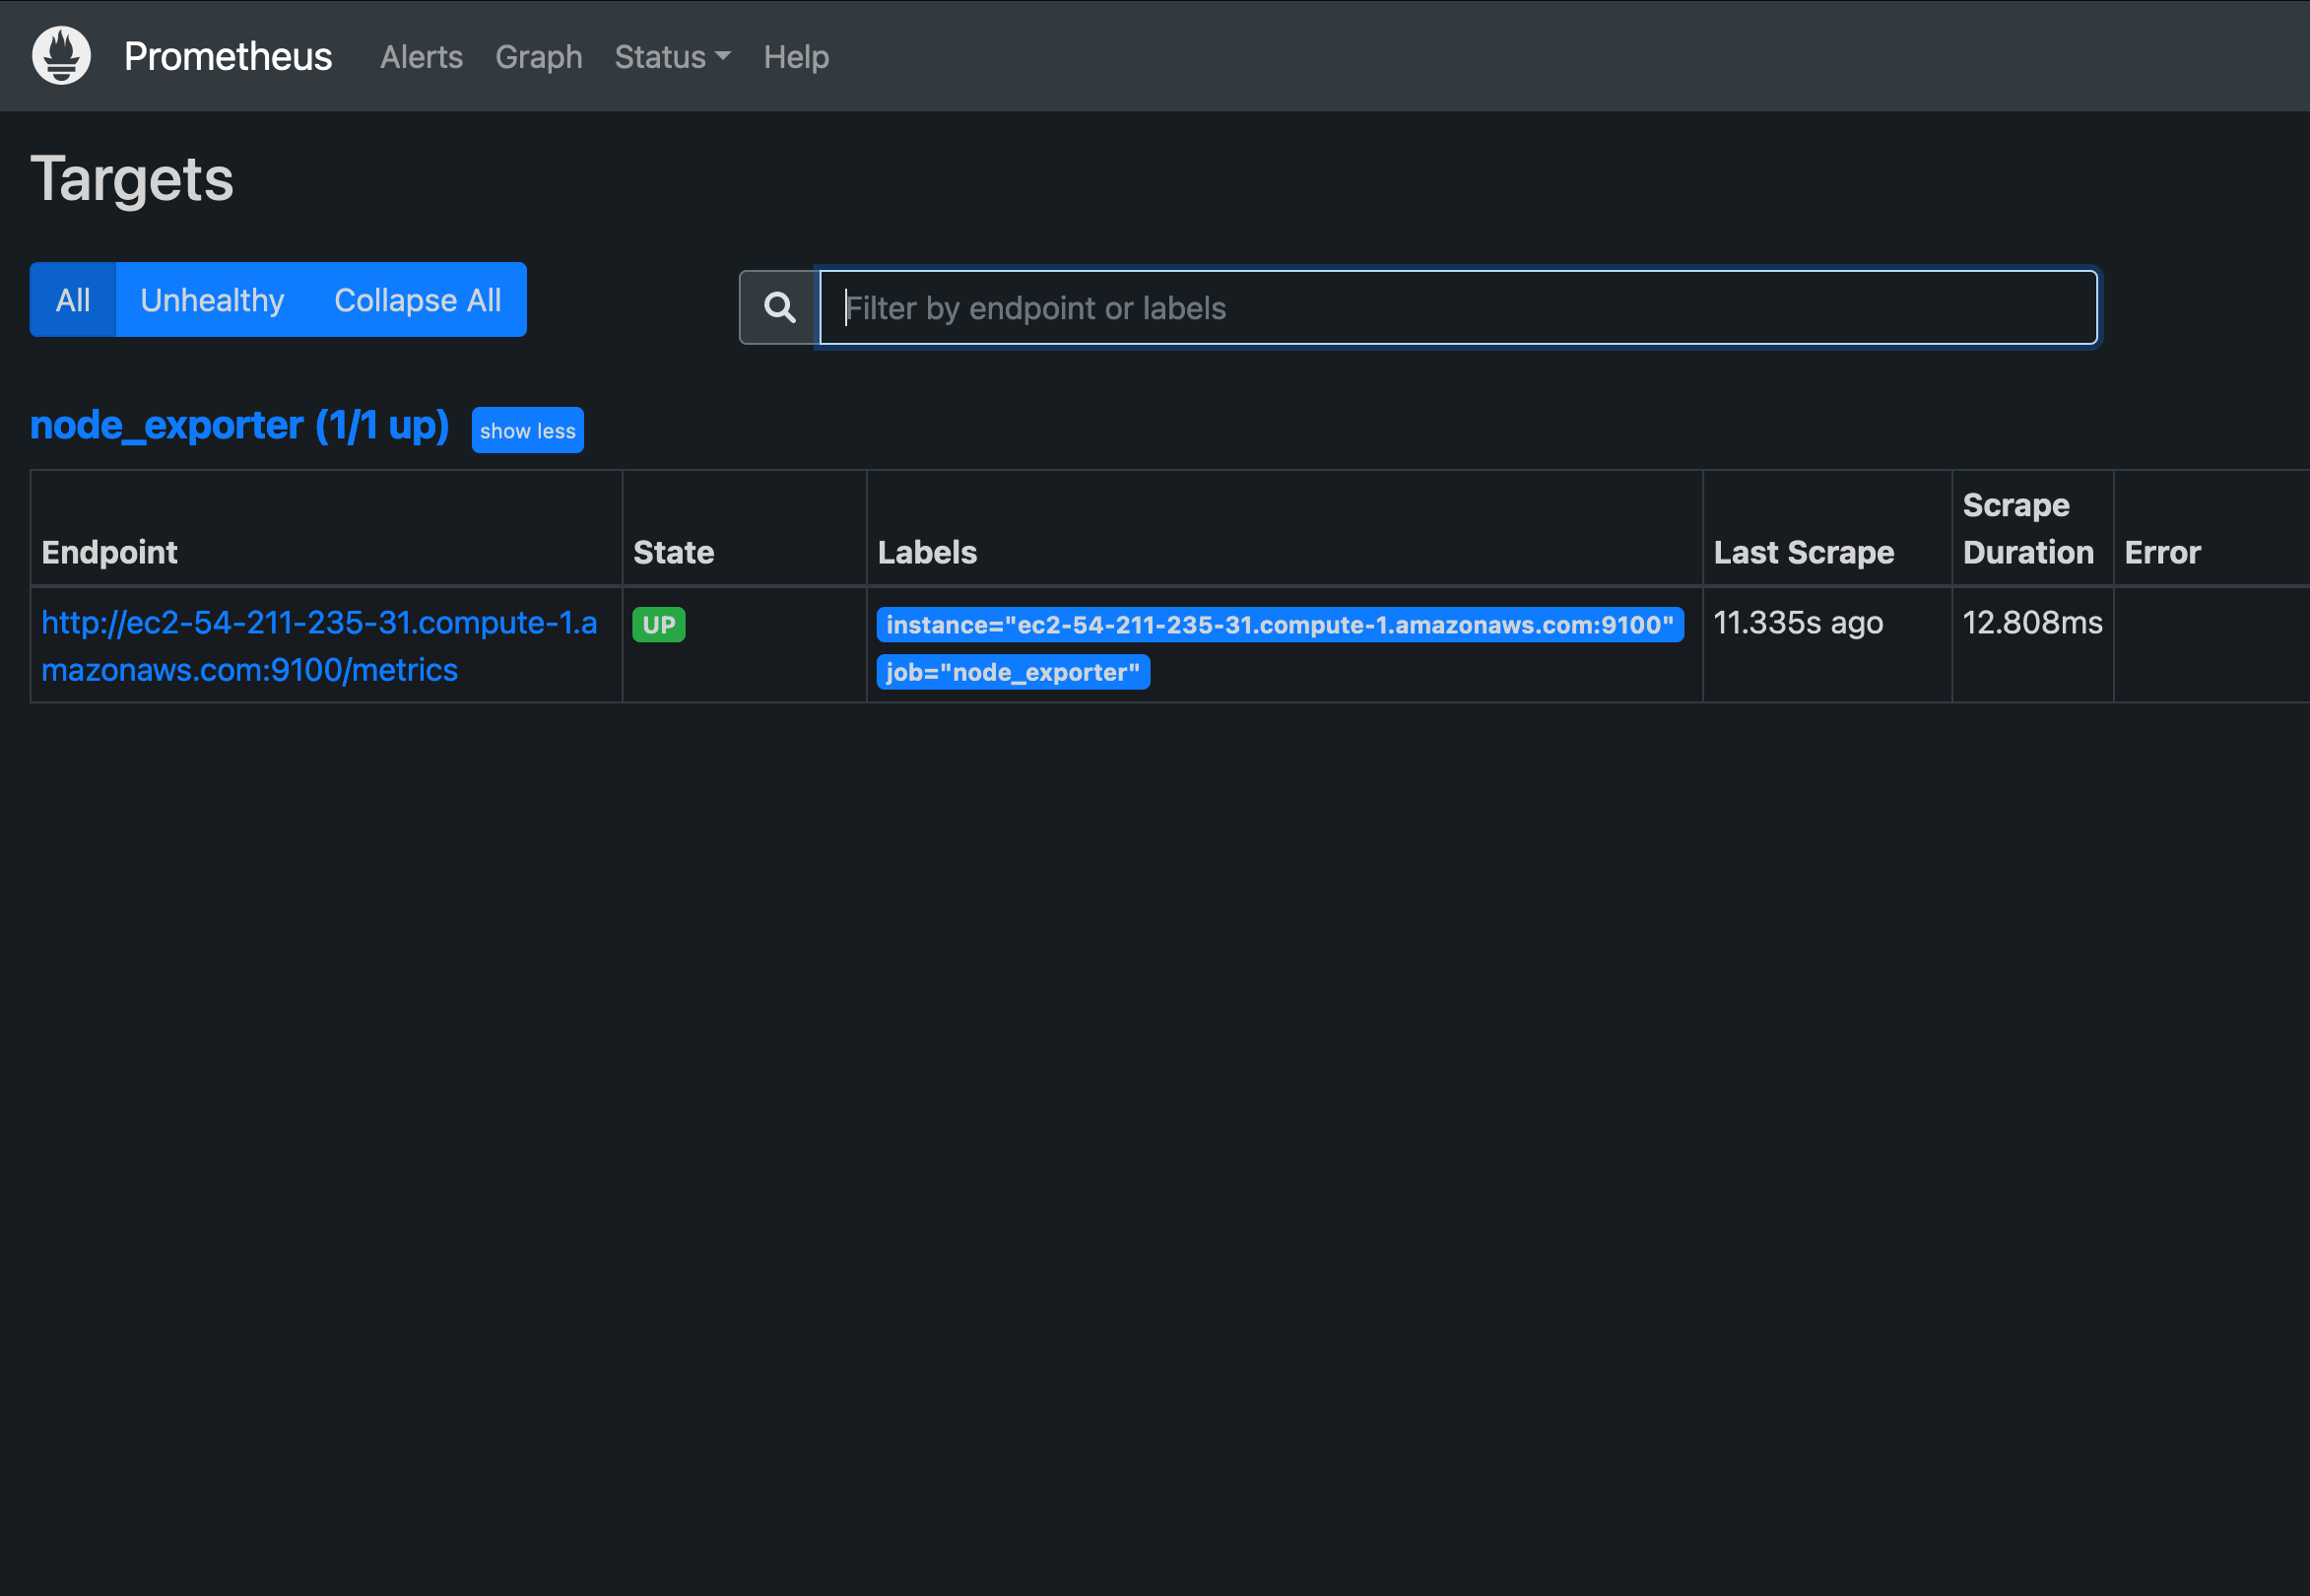 Prometheus Alerts Graph Status Help
Targets
All Unhealthy Collapse All
Filter by endpoint or labels
node_exporter (1/1 up) show less
Endpoint State Labels Last Scrape Scrape Duration Error
http://ec2-54-211-235-31.compute-1.a
mazonaws.com:9100/metrics
UP
instance="ec2-54-211-235-31.compute-1.amazonaws.com:9100"
job="node_exporter"
11.335s ago
12.808ms